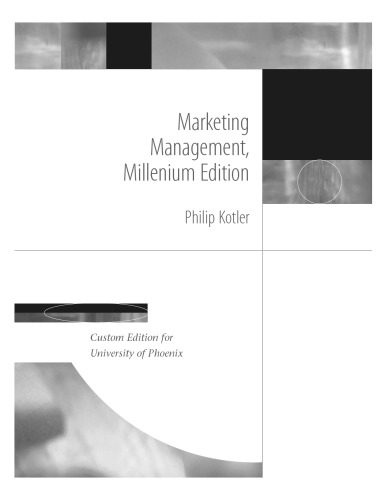 Marketing
Management,
Millenium Edition
Philip Kotler
Custom Edition for
University of Phoenix